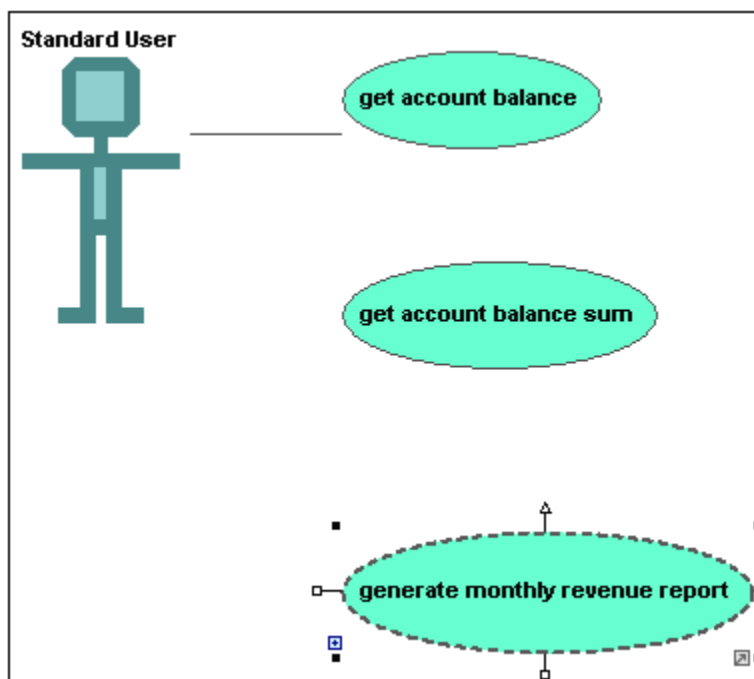 Standard User
get account balance
get account balance sum
generate monthly revenue report